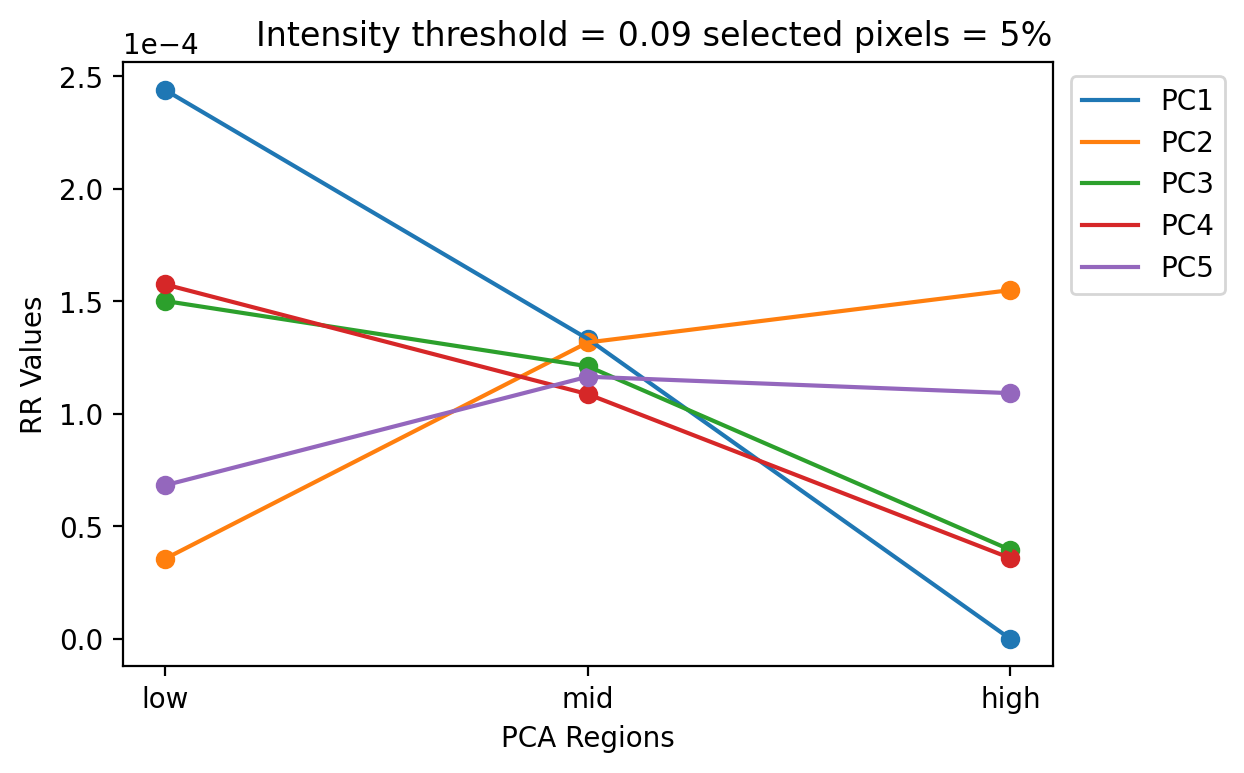 Intensity threshold = 0.09 selected pixels = 5%
1e−4
2.5
2.0
1.5
1.0
0.5
0.0
RR Values
low mid high
PCA Regions
PC1
PC2
PC3
PC4
PC5